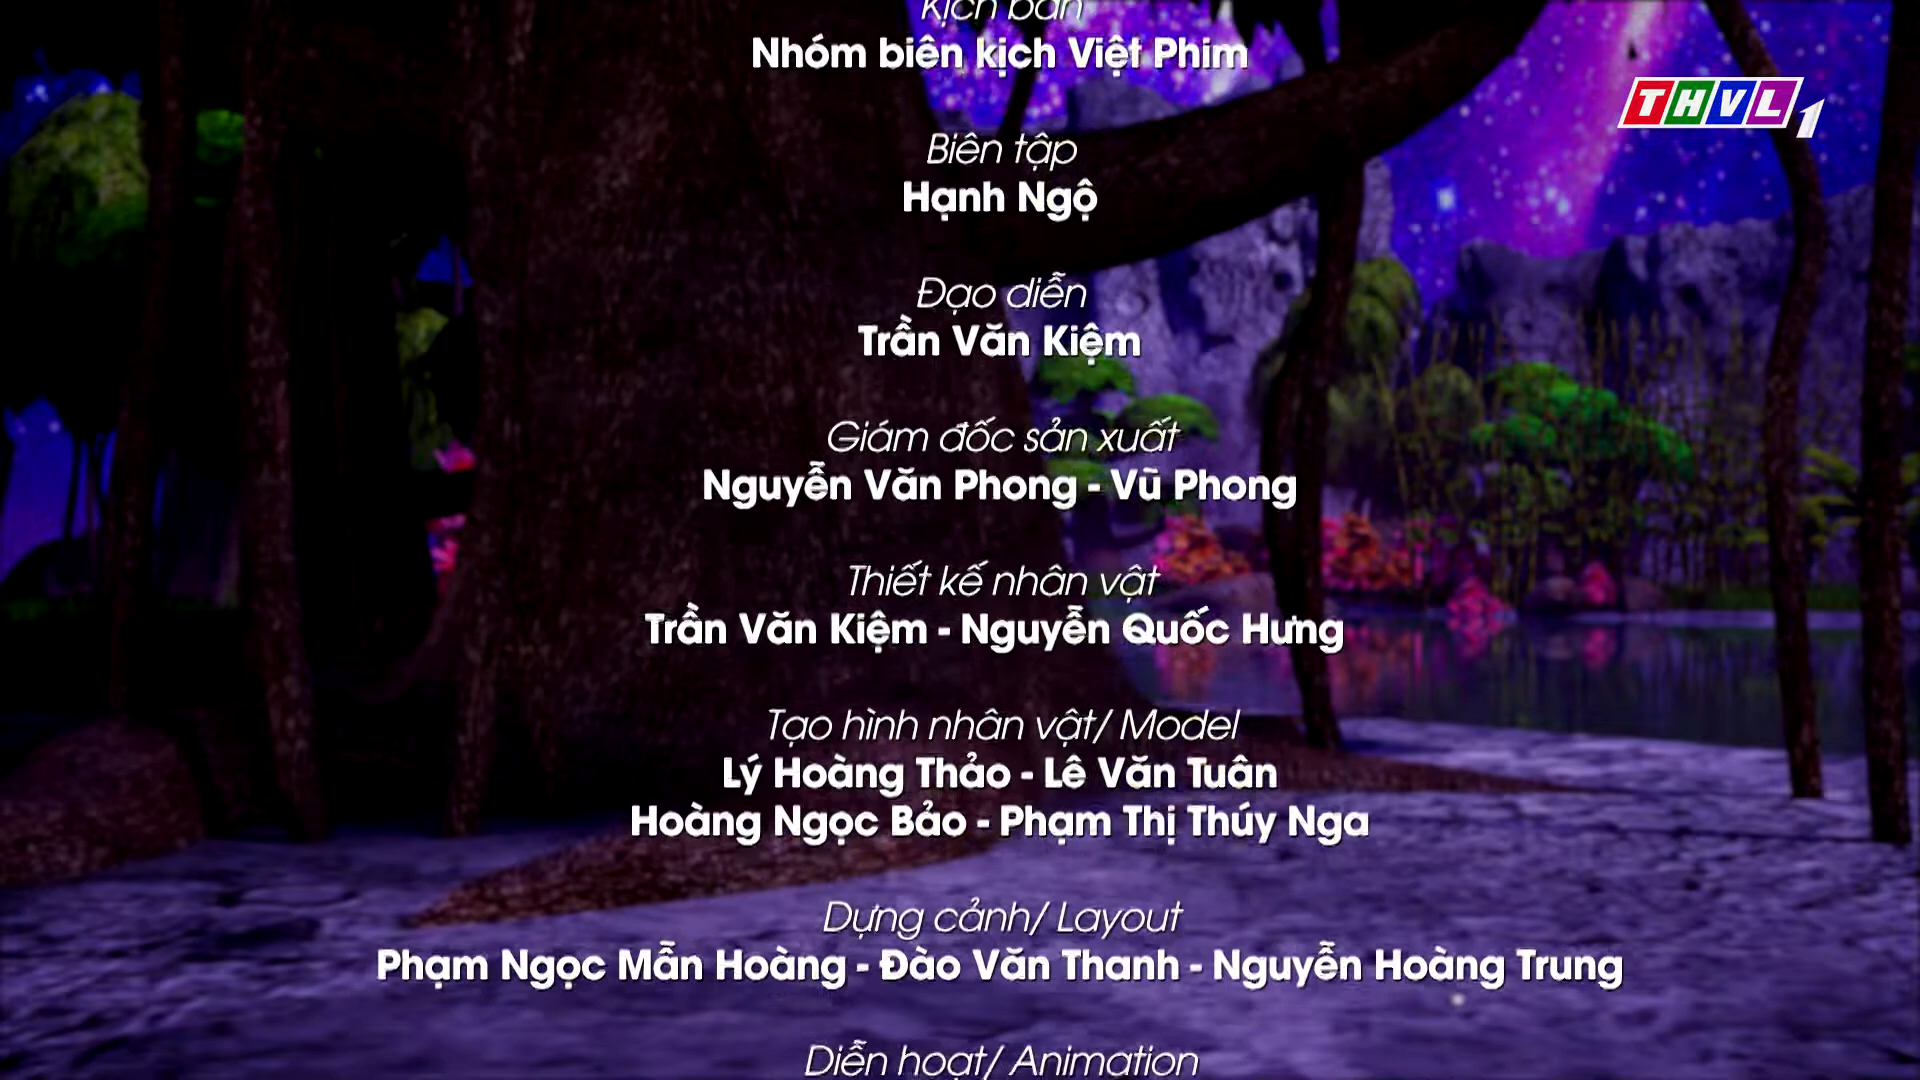 Kịch bản
Nhóm biên kịch Việt Phim
THVL1
Biên tập
Hạnh Ngộ
Đạo diễn
Trần Văn Kiệm
Giám đốc sản xuất
Nguyễn Văn Phong - Vũ Phong
Thiết kế nhân vật
Trần Văn Kiệm - Nguyễn Quốc Hưng
Tạo hình nhân vật/ Model
Lý Hoàng Thảo - Lê Văn Tuân
Hoàng Ngọc Bảo - Phạm Thị Thúy Nga
Dựng cảnh/ Layout
Phạm Ngọc Mẫn Hoàng - Đào Văn Thanh - Nguyễn Hoàng Trung
Diễn hoạt/ Animation